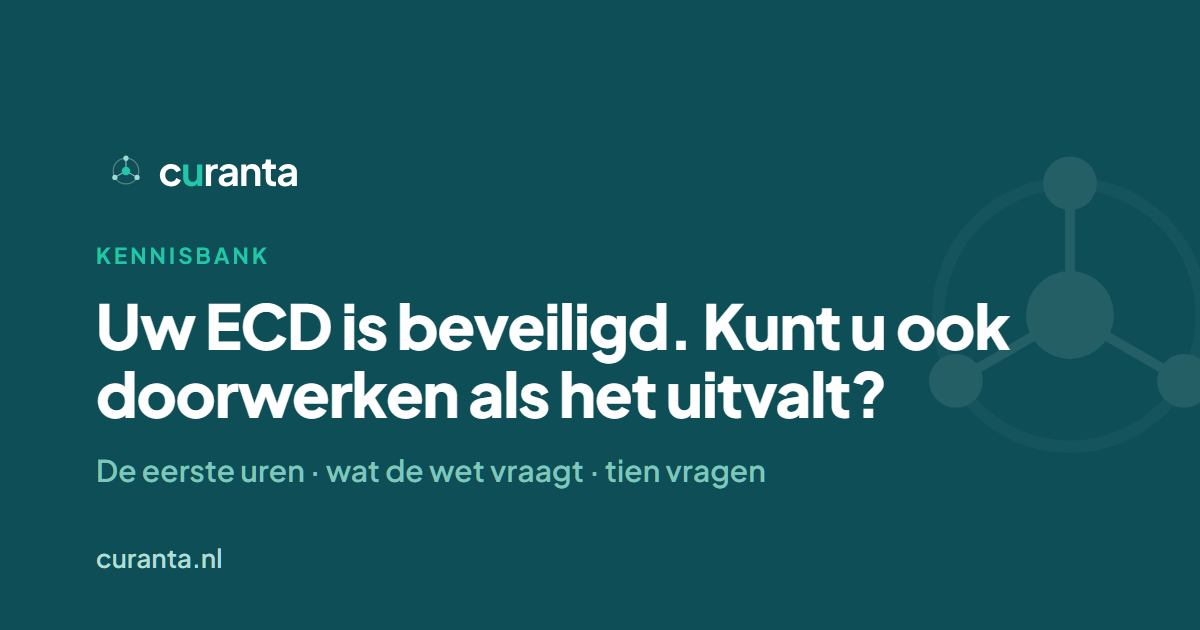 curanta
KENNISBANK
Uw ECD is beveiligd. Kunt u ook
doorwerken als het uitvalt?
De eerste uren · wat de wet vraagt · tien vragen
curanta.nl